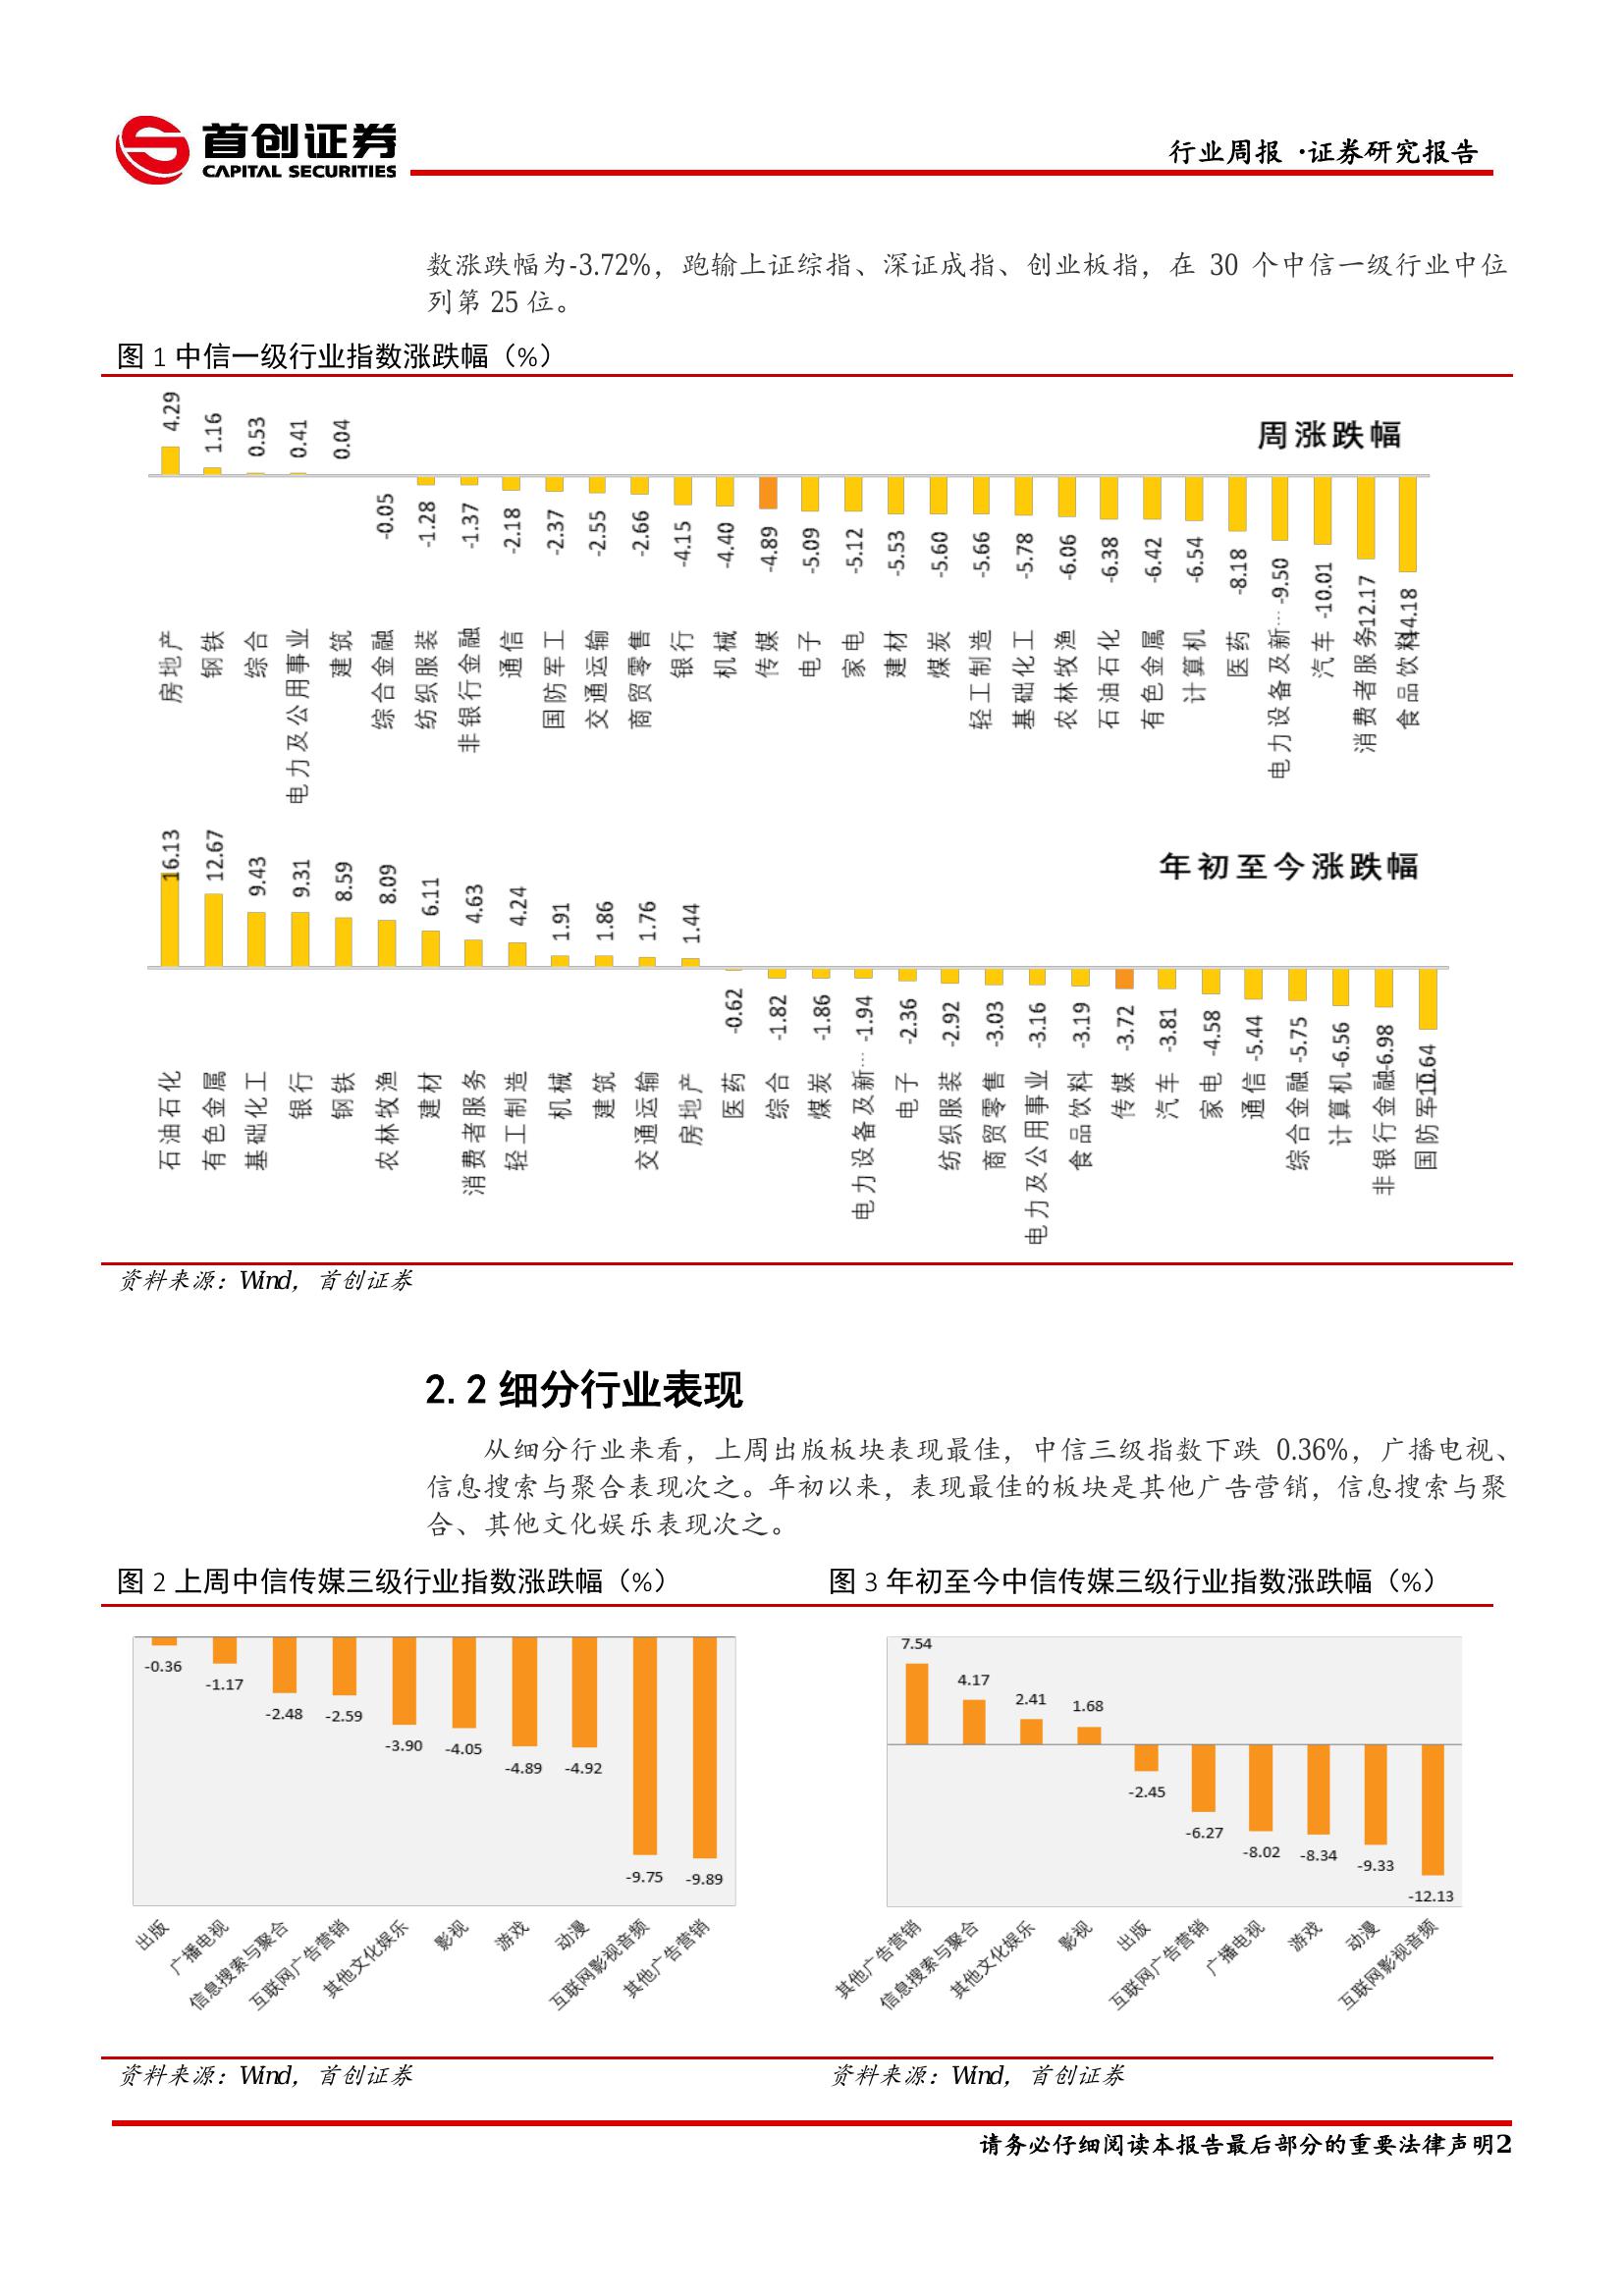 首创证券
CAPITAL SECURITIES
行业周报 ·证券研究报告
数涨跌幅为-3.72%，跑输上证综指、深证成指、创业板指，在 30 个中信一级行业中位
列第 25 位。
图 1 中信一级行业指数涨跌幅（%）
周涨跌幅
4.29 1.16 0.53 0.41 0.04 -0.05 -1.28 -1.37 -2.18 -2.37 -2.55 -2.66 -4.15 -4.40 -4.89 -5.09 -5.12 -5.53 -5.60 -5.66 -5.78 -6.06 -6.38 -6.42 -6.54 -8.18 -9.50 -10.01 -12.17 -14.18
房地产 钢铁 综合 电力及公用事业 建筑 综合金融 纺织服装 非银行金融 通信 国防军工 交通运输 商贸零售 银行 机械 传媒 电子 家电 建材 煤炭 轻工制造 基础化工 农林牧渔 石油石化 有色金属 计算机 医药 电力设备及新… 汽车 消费者服务 食品饮料
年初至今涨跌幅
16.13 12.67 9.43 9.31 8.59 8.09 6.11 4.63 4.24 1.91 1.86 1.76 1.44 -0.62 -1.82 -1.86 -1.94 -2.36 -2.92 -3.03 -3.16 -3.19 -3.72 -3.81 -4.58 -5.44 -5.75 -6.56 -6.98 -10.64
石油石化 有色金属 基础化工 银行 钢铁 农林牧渔 建材 消费者服务 轻工制造 机械 建筑 交通运输 房地产 医药 综合 煤炭 电力设备及新… 电子 纺织服装 商贸零售 电力及公用事业 食品饮料 传媒 汽车 家电 通信 综合金融 计算机 非银行金融 国防军工
资料来源：Wind，首创证券
2.2 细分行业表现
从细分行业来看，上周出版板块表现最佳，中信三级指数下跌 0.36%，广播电视、
信息搜索与聚合表现次之。年初以来，表现最佳的板块是其他广告营销，信息搜索与聚
合、其他文化娱乐表现次之。
图 2 上周中信传媒三级行业指数涨跌幅（%）
-0.36 -1.17 -2.48 -2.59 -3.90 -4.05 -4.89 -4.92 -9.75 -9.89
出版 广播电视 信息搜索与聚合 互联网广告营销 其他文化娱乐 影视 游戏 动漫 互联网影视音频 其他广告营销
资料来源：Wind，首创证券
图 3 年初至今中信传媒三级行业指数涨跌幅（%）
7.54 4.17 2.41 1.68 -2.45 -6.27 -8.02 -8.34 -9.33 -12.13
其他广告营销 信息搜索与聚合 其他文化娱乐 影视 出版 互联网广告营销 广播电视 游戏 动漫 互联网影视音频
资料来源：Wind，首创证券
请务必仔细阅读本报告最后部分的重要法律声明2